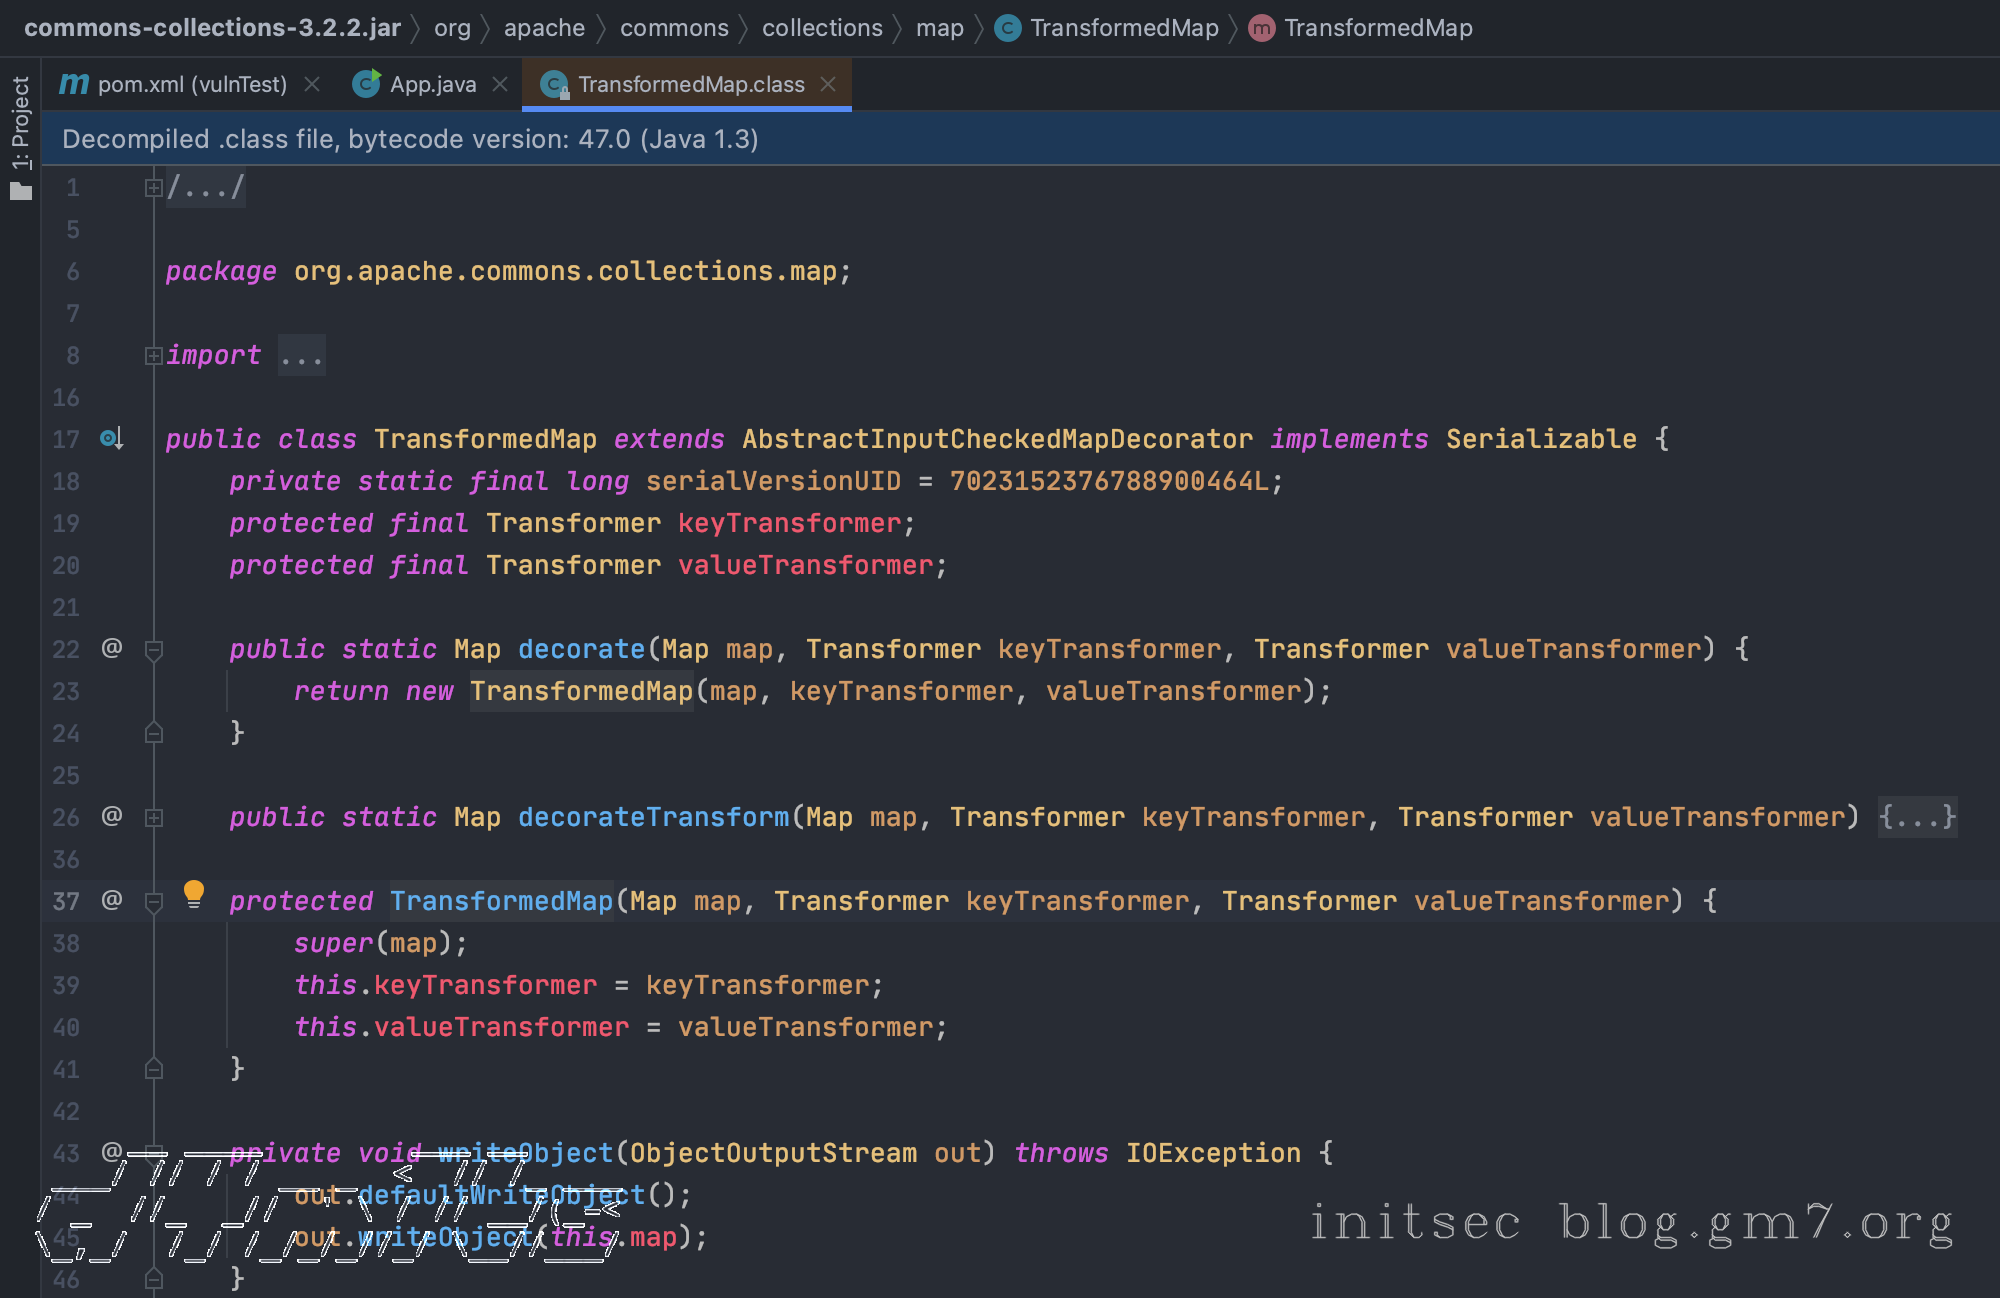 commons-collections-3.2.2.jar 〉 org 〉 apache 〉 commons 〉 collections 〉 map 〉 C TransformedMap 〉 m TransformedMap
m pom.xml (vulnTest) × C App.java × C TransformedMap.class ×
1: Project
Decompiled .class file, bytecode version: 47.0 (Java 1.3)
1 /.../
5
6 package org.apache.commons.collections.map;
7
8 import ...
16
17 public class TransformedMap extends AbstractInputCheckedMapDecorator implements Serializable {
18     private static final long serialVersionUID = 7023152376788900464L;
19     protected final Transformer keyTransformer;
20     protected final Transformer valueTransformer;
21
22 @     public static Map decorate(Map map, Transformer keyTransformer, Transformer valueTransformer) {
23         return new TransformedMap(map, keyTransformer, valueTransformer);
24     }
25
26 @     public static Map decorateTransform(Map map, Transformer keyTransformer, Transformer valueTransformer) {...}
36
37 @     protected TransformedMap(Map map, Transformer keyTransformer, Transformer valueTransformer) {
38         super(map);
39         this.keyTransformer = keyTransformer;
40         this.valueTransformer = valueTransformer;
41     }
42
43 @     private void writeObject(ObjectOutputStream out) throws IOException {
44         out.defaultWriteObject();
45         out.writeObject(this.map);
46     }
initsec blog.gm7.org